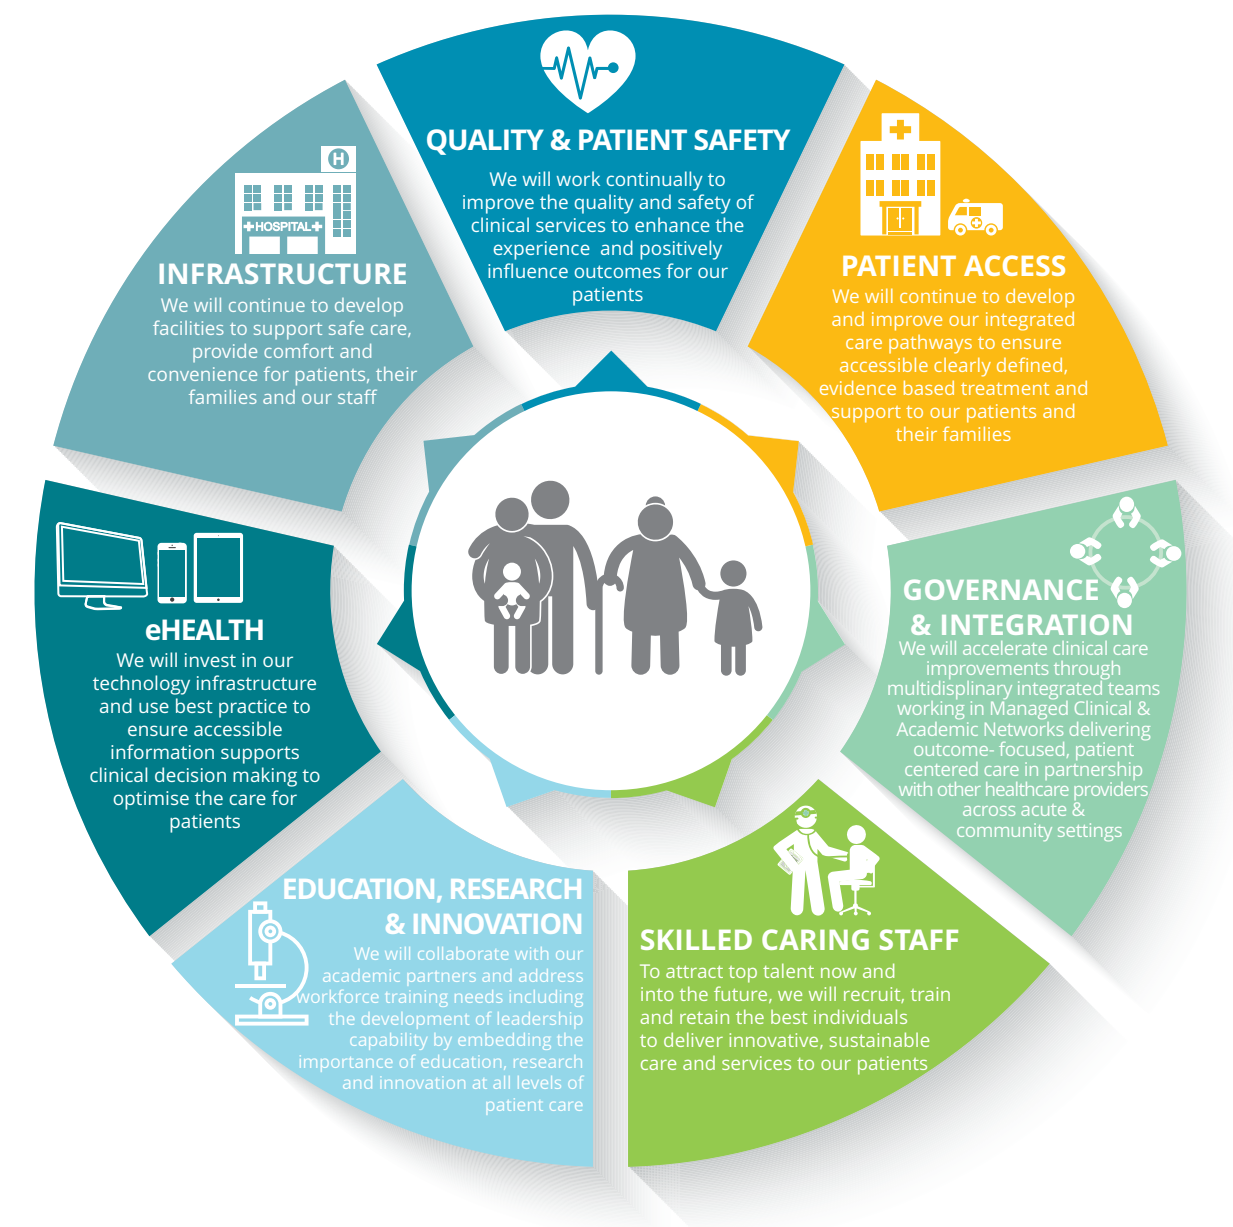 QUALITY & PATIENT SAFETY
We will work continually to
improve the quality and safety of
clinical services to enhance the
experience and positively
influence outcomes for our
patients
PATIENT ACCESS
We will continue to develop
and improve our integrated
care pathways to ensure
accessible clearly defined,
evidence based treatment and
support to our patients and
their families
GOVERNANCE
& INTEGRATION
We will accelerate clinical care
improvements through
multidisplinary integrated teams
working in Managed Clinical &
Academic Networks delivering
outcome- focused, patient
centered care in partnership
with other healthcare providers
across acute &
community settings
SKILLED CARING STAFF
To attract top talent now and
into the future, we will recruit, train
and retain the best individuals
to deliver innovative, sustainable
care and services to our patients
EDUCATION, RESEARCH
& INNOVATION
We will collaborate with our
academic partners and address
workforce training needs including
the development of leadership
capability by embedding the
importance of education, research
and innovation at all levels of
patient care
eHEALTH
We will invest in our
technology infrastructure
and use best practice to
ensure accessible
information supports
clinical decision making to
optimise the care for
patients
H
HOSPITAL
INFRASTRUCTURE
We will continue to develop
facilities to support safe care,
provide comfort and
convenience for patients, their
families and our staff